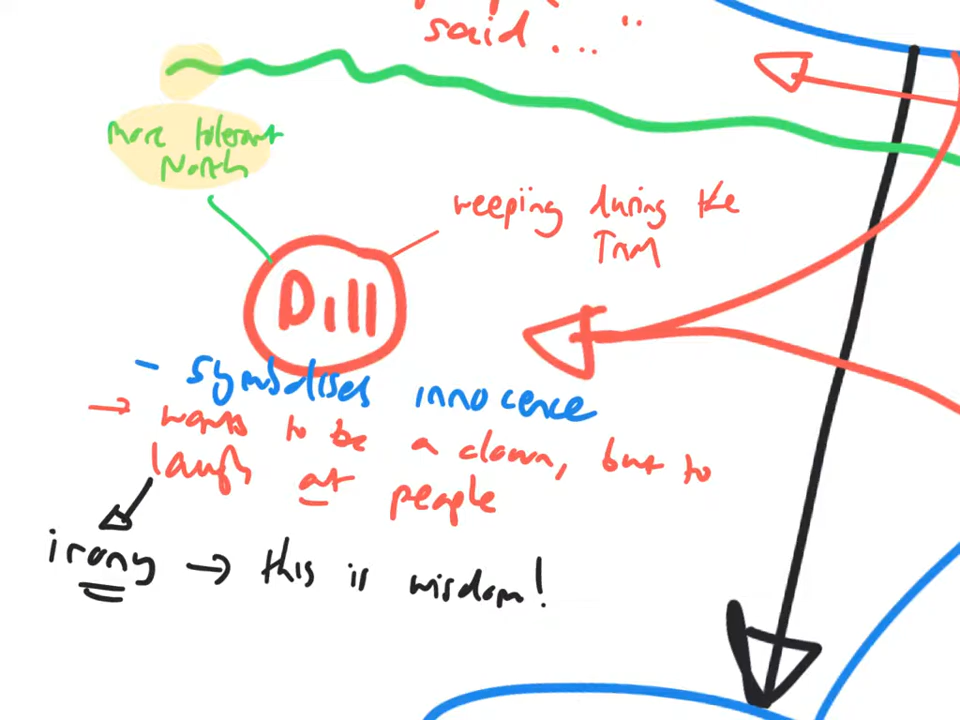 said..."
more tolerant
North
weeping during the
Dill
- symbolises innocence
→ wants to be a clown, but to
laugh at people
irony → this is wisdom!